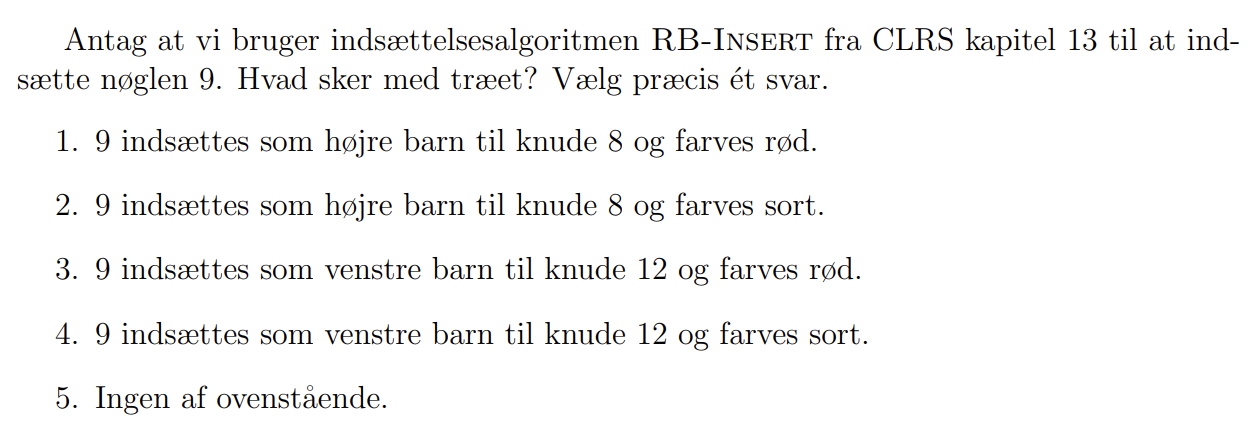 Antag at vi bruger indsættelsesalgoritmen RB-INSERT fra CLRS kapitel 13 til at ind-
sætte nøglen 9. Hvad sker med træet? Vælg præcis ét svar.
1. 9 indsættes som højre barn til knude 8 og farves rød.
2. 9 indsættes som højre barn til knude 8 og farves sort.
3. 9 indsættes som venstre barn til knude 12 og farves rød.
4. 9 indsættes som venstre barn til knude 12 og farves sort.
5. Ingen af ovenstående.